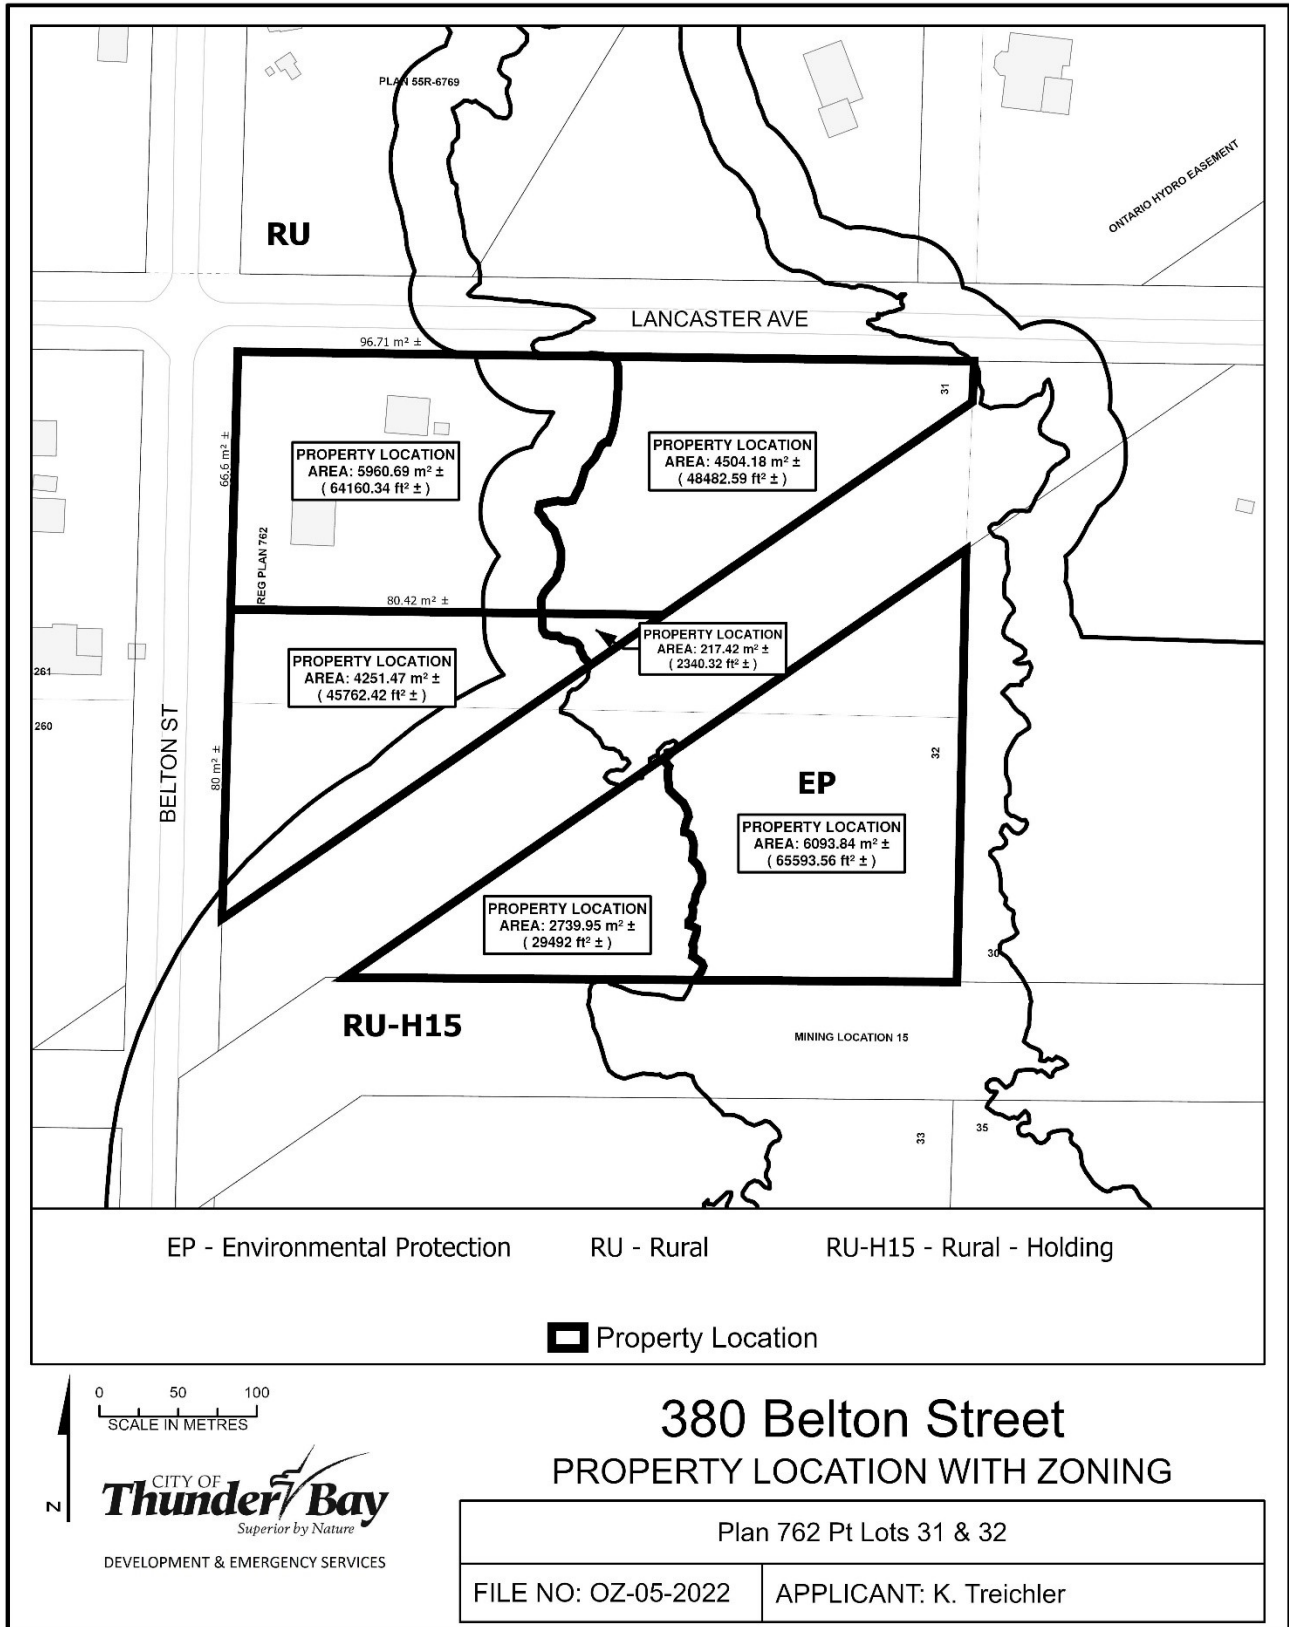 PLAN 55R-6769
ONTARIO HYDRO EASEMENT
RU
LANCASTER AVE
96.71 m² ±
31
66.6 m² ±
PROPERTY LOCATION
AREA: 5960.69 m² ±
( 64160.34 ft² ± )
PROPERTY LOCATION
AREA: 4504.18 m² ±
( 48482.59 ft² ± )
REG PLAN 762
80.42 m² ±
PROPERTY LOCATION
AREA: 217.42 m² ±
( 2340.32 ft² ± )
PROPERTY LOCATION
AREA: 4251.47 m² ±
( 45762.42 ft² ± )
261
260
BELTON ST
80 m² ±
32
EP
PROPERTY LOCATION
AREA: 6093.84 m² ±
( 65593.56 ft² ± )
PROPERTY LOCATION
AREA: 2739.95 m² ±
( 29492 ft² ± )
30
RU-H15
MINING LOCATION 15
33
35
EP - Environmental Protection
RU - Rural
RU-H15 - Rural - Holding
Property Location
0 50 100
SCALE IN METRES
N
CITY OF
Thunder Bay
Superior by Nature
DEVELOPMENT & EMERGENCY SERVICES
380 Belton Street
PROPERTY LOCATION WITH ZONING
Plan 762 Pt Lots 31 & 32
FILE NO: OZ-05-2022
APPLICANT: K. Treichler